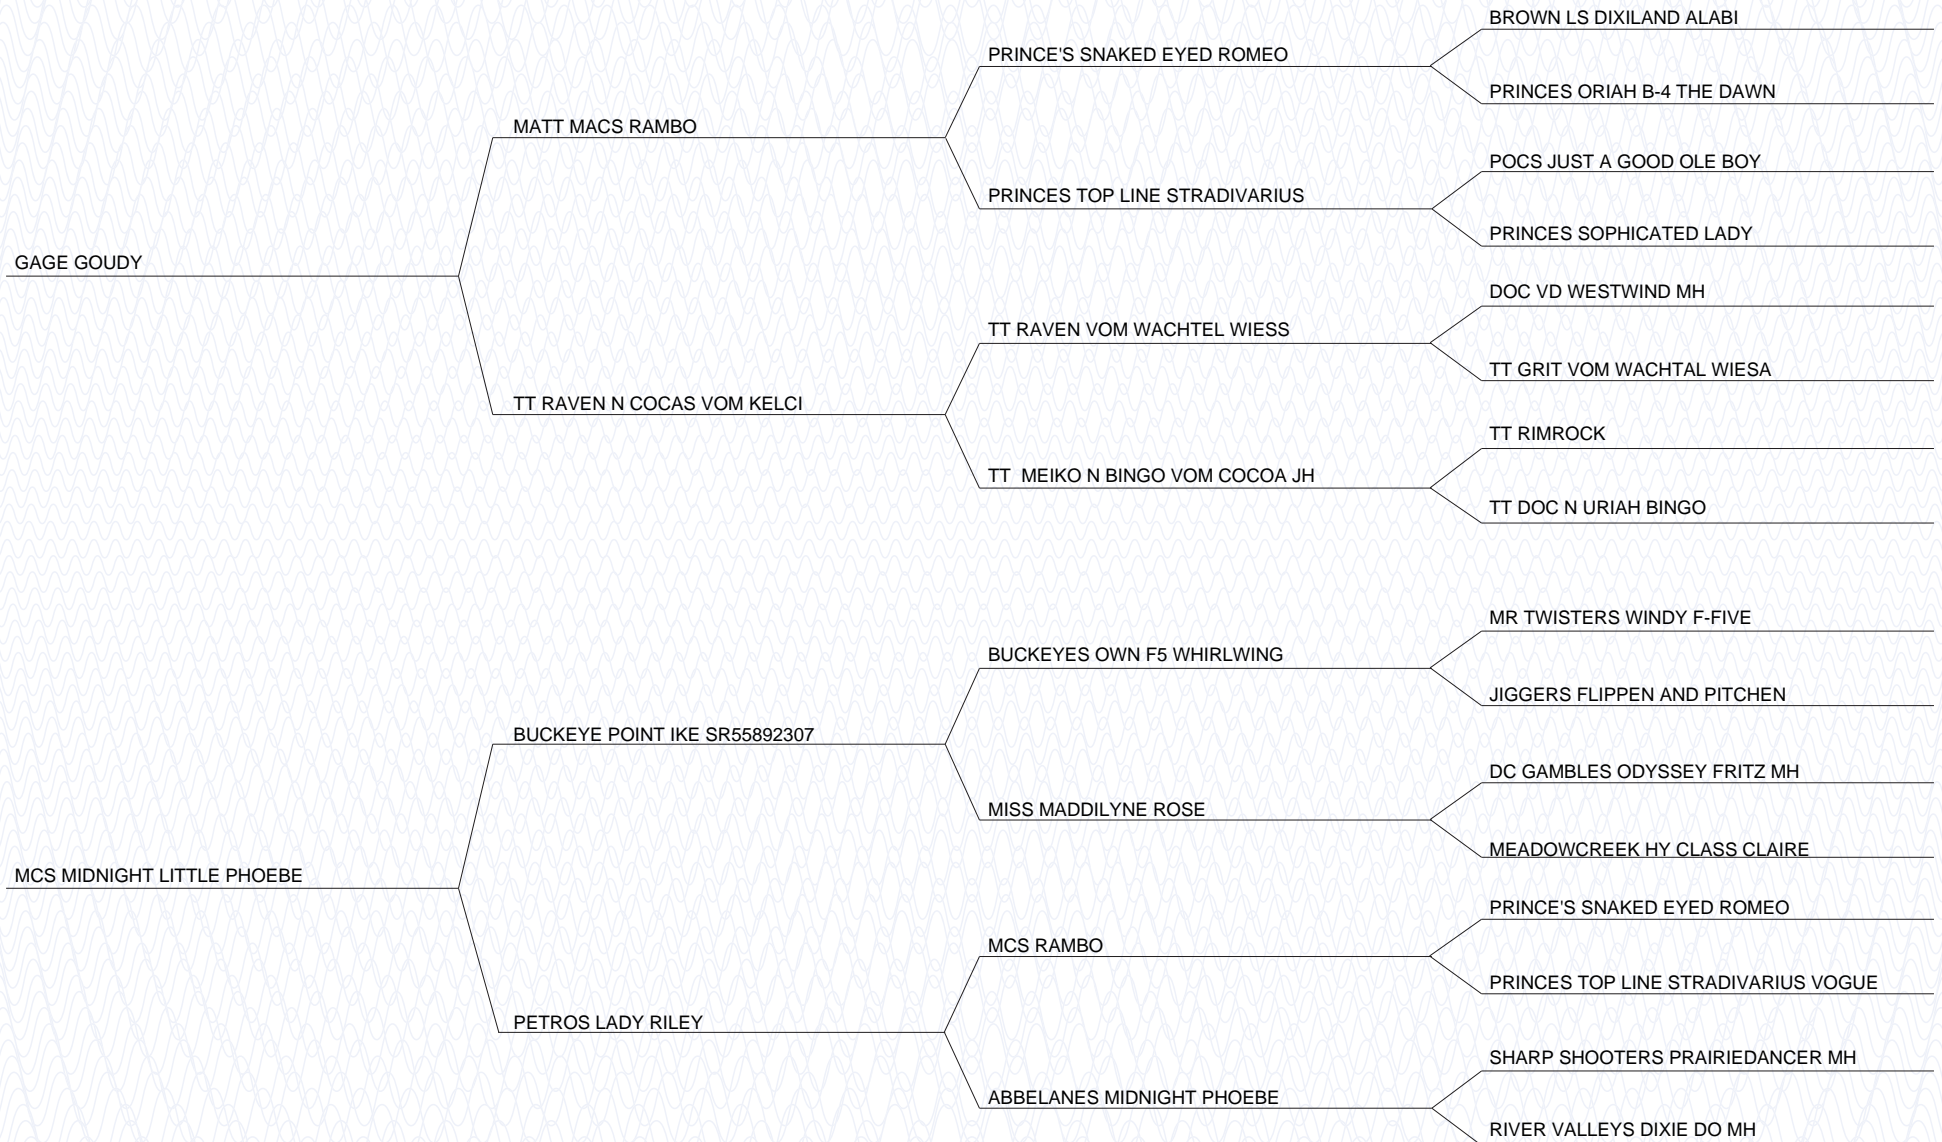 BROWN LS DIXILAND ALABI
PRINCE'S SNAKED EYED ROMEO
PRINCES ORIAH B-4 THE DAWN
MATT MACS RAMBO
POCS JUST A GOOD OLE BOY
PRINCES TOP LINE STRADIVARIUS
PRINCES SOPHICATED LADY
GAGE GOUDY
DOC VD WESTWIND MH
TT RAVEN VOM WACHTEL WIESS
TT GRIT VOM WACHTAL WIESA
TT RAVEN N COCAS VOM KELCI
TT RIMROCK
TT  MEIKO N BINGO VOM COCOA JH
TT DOC N URIAH BINGO
MR TWISTERS WINDY F-FIVE
BUCKEYES OWN F5 WHIRLWING
JIGGERS FLIPPEN AND PITCHEN
BUCKEYE POINT IKE SR55892307
DC GAMBLES ODYSSEY FRITZ MH
MISS MADDILYNE ROSE
MEADOWCREEK HY CLASS CLAIRE
MCS MIDNIGHT LITTLE PHOEBE
PRINCE'S SNAKED EYED ROMEO
MCS RAMBO
PRINCES TOP LINE STRADIVARIUS VOGUE
PETROS LADY RILEY
SHARP SHOOTERS PRAIRIEDANCER MH
ABBELANES MIDNIGHT PHOEBE
RIVER VALLEYS DIXIE DO MH